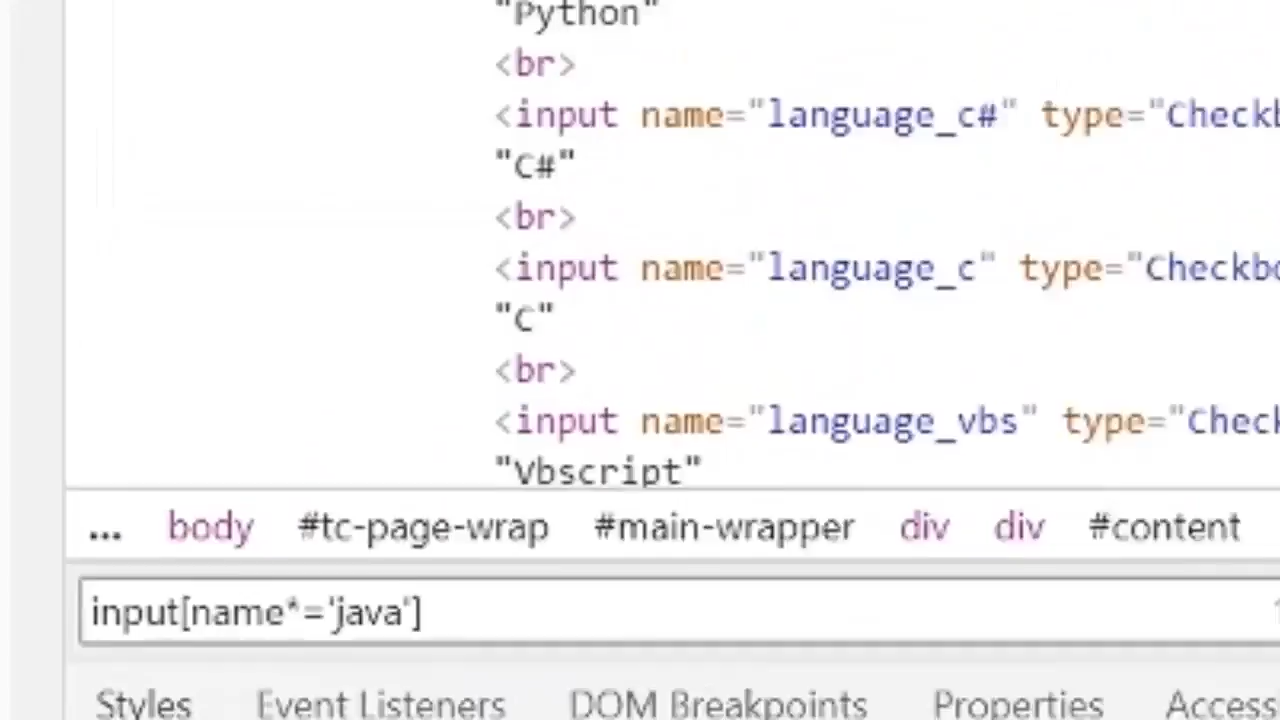 "Python"
<br>
<input name="language_c#" type="Checkb
"C#"
<br>
<input name="language_c" type="Checkbo
"C"
<br>
<input name="language_vbs" type="Check
"Vbscript"
... body #tc-page-wrap #main-wrapper div div #content
input[name*='java']
Styles Event Listeners DOM Breakpoints Properties Access